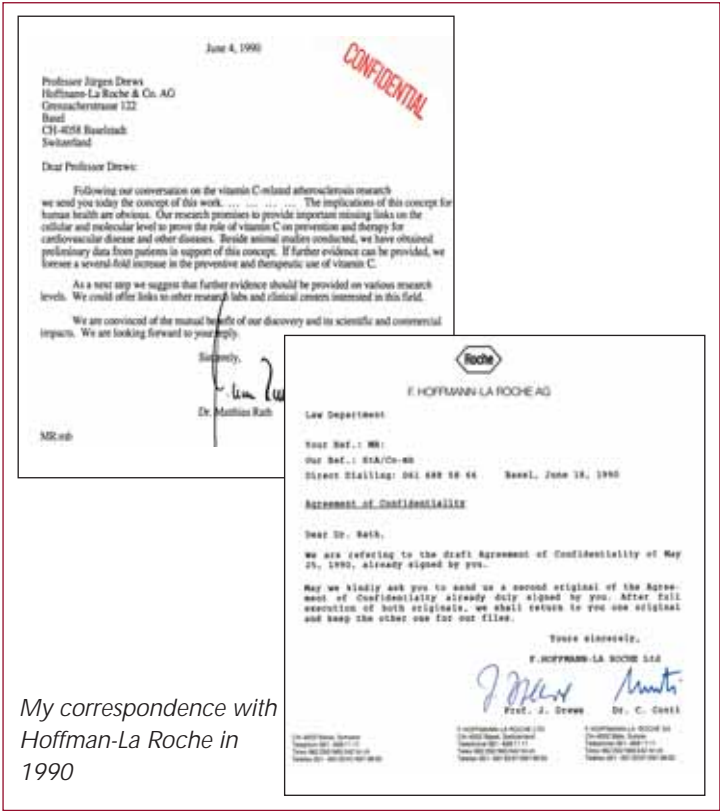 June 4, 1990
CONFIDENTIAL
Professor Jürgen Drews
Hoffmann-La Roche & Co. AG
Grenzacherstrasse 122
Basel
CH-4058 Baselstadt
Switzerland
Dear Professor Drews:
Following our conversation on the vitamin C-related atherosclerosis research
we send you today the concept of this work. ... ... ... ... The implications of this concept for
human health are obvious. Our research promises to provide important missing links on the
cellular and molecular level to prove the role of vitamin C on prevention and therapy for
cardiovascular disease and other diseases. Beside animal studies conducted, we have obtained
preliminary data from patients in support of this concept. If further evidence can be provided, we
foresee a several-fold increase in the preventive and therapeutic use of vitamin C.
As a next step we suggest that further evidence should be provided on various research
levels. We could offer links to other research labs and clinical centers interested in this field.
We are convinced of the mutual benefit of our discovery and its scientific and commercial
impacts. We are looking forward to your reply.
Sincerely,
Dr. Matthias Rath
MR:mb
Roche
F. HOFFMANN-LA ROCHE AG
Law Department
Your Ref.: MR:
Our Ref.: StA/Co-mb
Direct Dialling: 061 688 58 66 Basel, June 18, 1990
Agreement of Confidentiality
Dear Dr. Rath,
We are refering to the draft Agreement of Confidentiality of May
25, 1990, already signed by you.
May we kindly ask you to send us a second original of the Agree-
ment of Confidentialty already duly signed by you. After full
execution of both originals, we shall return to you one original
and keep the other one for our files.
Yours sincerely,
F.HOFFMANN-LA ROCHE Ltd
Prof. J. Drews Dr. C. Conti
My correspondence with
Hoffman-La Roche in
1990